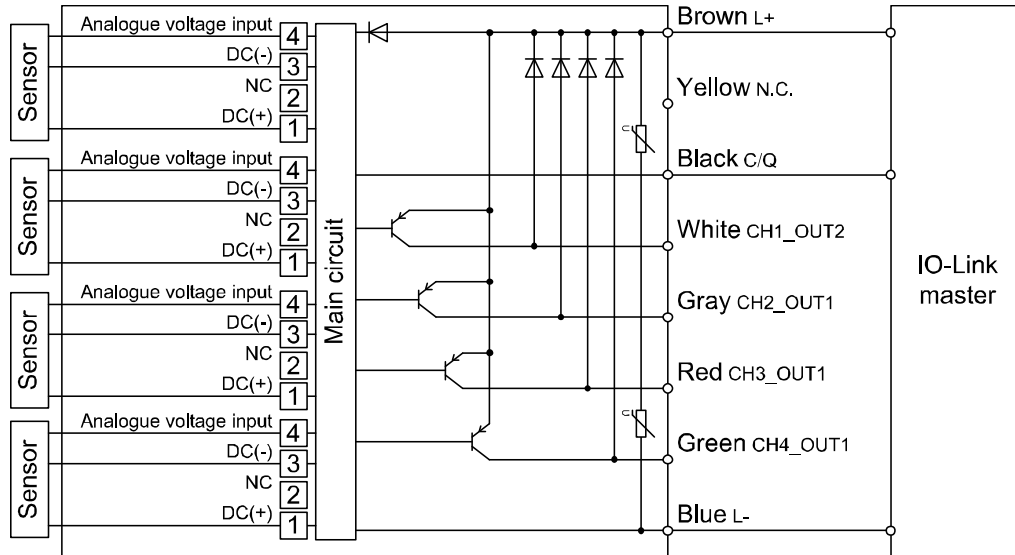 Sensor
Analogue voltage input 4
DC(-) 3
NC 2
DC(+) 1
Sensor
Analogue voltage input 4
DC(-) 3
NC 2
DC(+) 1
Sensor
Analogue voltage input 4
DC(-) 3
NC 2
DC(+) 1
Sensor
Analogue voltage input 4
DC(-) 3
NC 2
DC(+) 1
Main circuit
Brown L+
Yellow N.C.
U
Black C/Q
White CH1_OUT2
Gray CH2_OUT1
Red CH3_OUT1
U
Green CH4_OUT1
Blue L-
IO-Link
master